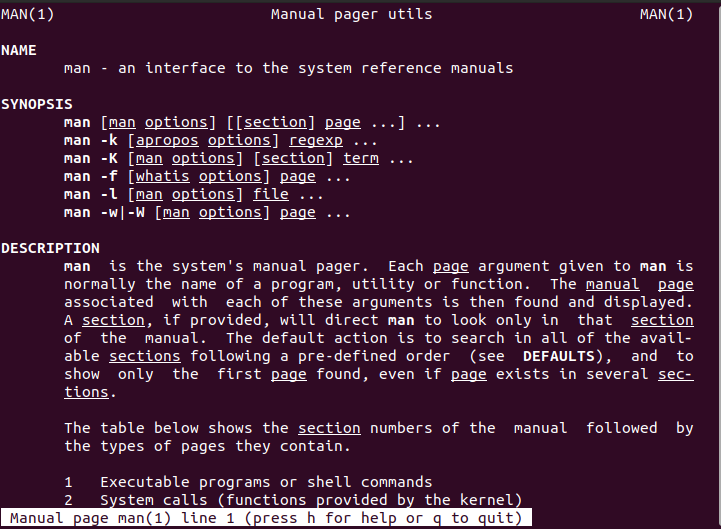 MAN(1)                        Manual pager utils                       MAN(1)
NAME
       man - an interface to the system reference manuals
SYNOPSIS
       man [man options] [[section] page ...] ...
       man -k [apropos options] regexp ...
       man -K [man options] [section] term ...
       man -f [whatis options] page ...
       man -l [man options] file ...
       man -w|-W [man options] page ...
DESCRIPTION
       man  is the system's manual pager.  Each page argument given to man is
       normally the name of a program, utility or function.  The manual  page
       associated  with  each of these arguments is then found and displayed.
       A section, if provided, will direct man to look only in  that  section
       of  the  manual.  The default action is to search in all of the avail-
       able sections following a pre-defined order  (see  DEFAULTS),  and  to
       show  only  the  first page found, even if page exists in several sec-
       tions.
       The table below shows the section numbers of the  manual  followed  by
       the types of pages they contain.
       1   Executable programs or shell commands
       2   System calls (functions provided by the kernel)
 Manual page man(1) line 1 (press h for help or q to quit)